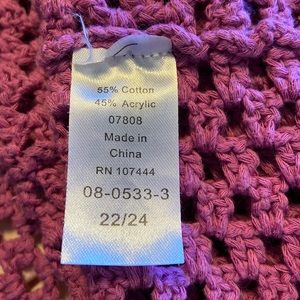 55% Cotton
45% Acrylic
07808
Made in
China
RN 107444
08-0533-3
22/24